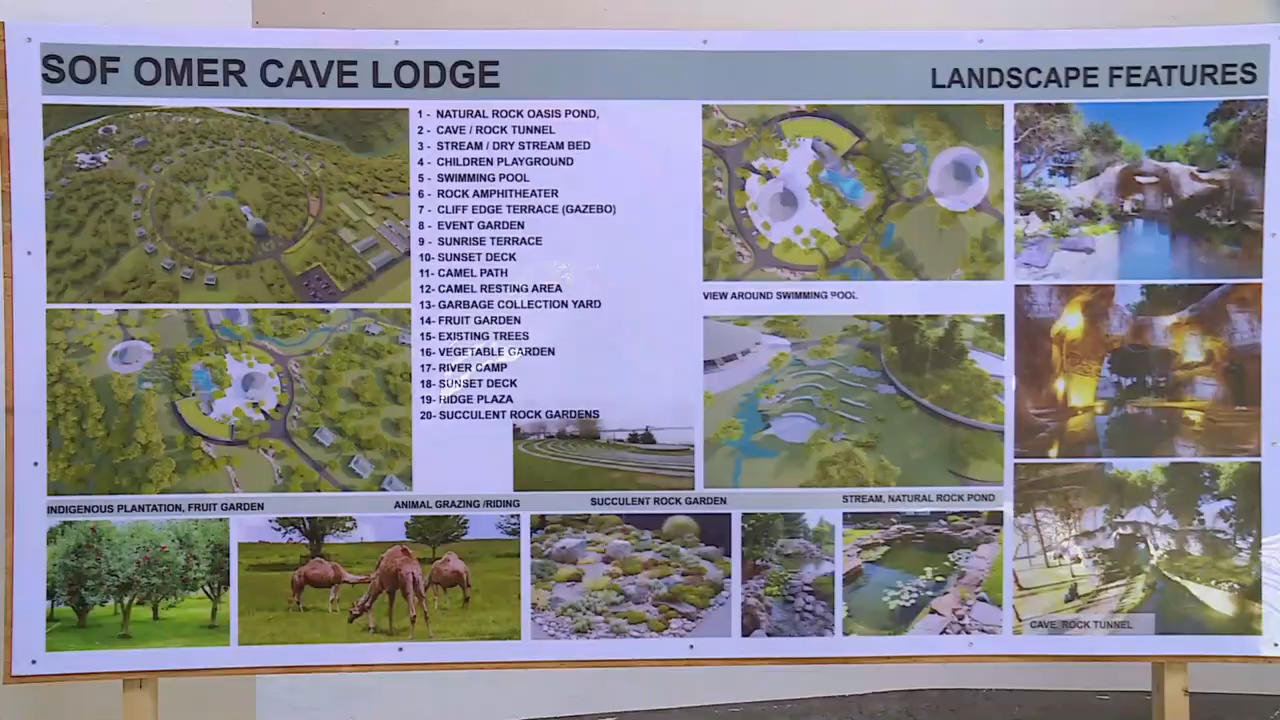 SOF OMER CAVE LODGE
LANDSCAPE FEATURES
1 - NATURAL ROCK OASIS POND,
2 - CAVE / ROCK TUNNEL
3 - STREAM / DRY STREAM BED
4 - CHILDREN PLAYGROUND
5 - SWIMMING POOL
6 - ROCK AMPHITEATER
7 - CLIFF EDGE TERRACE (GAZEBO)
8 - EVENT GARDEN
9 - SUNRISE TERRACE
10- SUNSET DECK
11- CAMEL PATH
12- CAMEL RESTING AREA
13- GARBAGE COLLECTION YARD
14- FRUIT GARDEN
15- EXISTING TREES
16- VEGETABLE GARDEN
17- RIVER CAMP
18- SUNSET DECK
19- RIDGE PLAZA
20- SUCCULENT ROCK GARDENS
VIEW AROUND SWIMMING POOL
INDIGENOUS PLANTATION, FRUIT GARDEN
ANIMAL GRAZING /RIDING
SUCCULENT ROCK GARDEN
STREAM, NATURAL ROCK POND
CAVE, ROCK TUNNEL